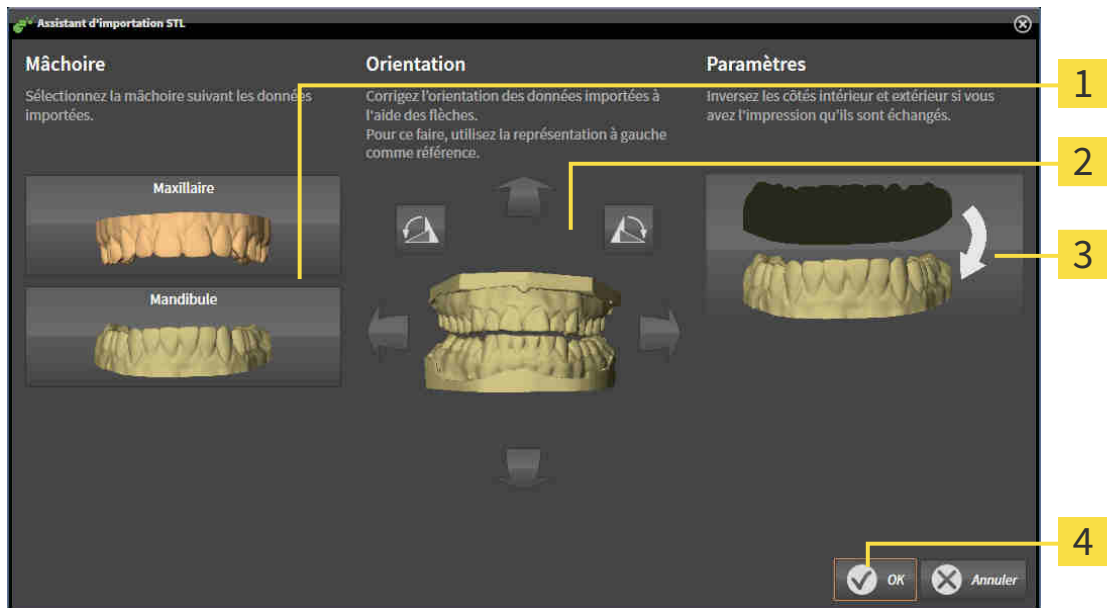 Assistant d'importation STL
Mâchoire
Sélectionnez la mâchoire suivant les données
importées.
Maxillaire
Mandibule
Orientation
Corrigez l'orientation des données importées à
l'aide des flèches.
Pour ce faire, utilisez la représentation à gauche
comme référence.
Paramètres
Inversez les côtés intérieur et extérieur si vous
avez l'impression qu'ils sont échangés.
1
2
3
4
OK
Annuler